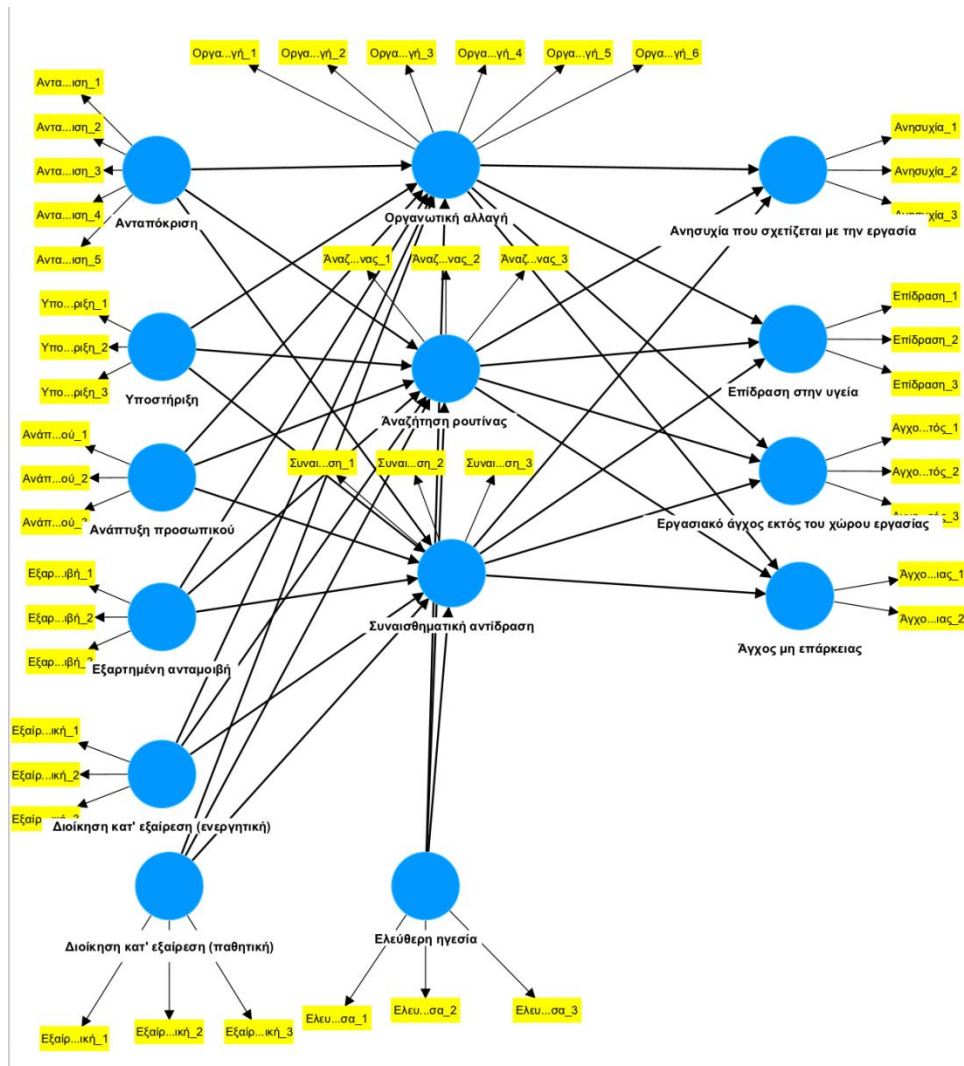 Οργα...γή_1
Οργα...γή_2
Οργα...γή_3
Οργα...γή_4
Οργα...γή_5
Οργα...γή_6
Αντα...ιση_1
Αντα...ιση_2
Αντα...ιση_3
Αντα...ιση_4
Αντα...ιση_5
Ανταπόκριση
Οργανωτική αλλαγή
Ανησυχία_1
Ανησυχία_2
Ανησυχία_3
Ανησυχία που σχετίζεται με την εργασία
Άναζ...νας_1
Άναζ...νας_2
Άναζ...νας_3
Υπο...ριξη_1
Υπο...ριξη_2
Υπο...ριξη_3
Υποστήριξη
Άναζήτηση ρουτίνας
Επίδραση_1
Επίδραση_2
Επίδραση_3
Επίδραση στην υγεία
Ανάπ...ού_1
Ανάπ...ού_2
Ανάπ...ού_3
Ανάπτυξη προσωπικού
Συναι...ση_1
Συναι...ση_2
Συναι...ση_3
Αγχο...τός_1
Αγχο...τός_2
Εργασιακό άγχος εκτός του χώρου εργασίας
Εξαρ...ιβή_1
Εξαρ...ιβή_2
Εξαρτημένη ανταμοιβή
Συναισθηματική αντίδραση
Άγχο...ιας_1
Άγχο...ιας_2
Άγχος μη επάρκειας
Εξαίρ...ική_1
Εξαίρ...ική_2
Διοίκηση κατ' εξαίρεση (ενεργητική)
Διοίκηση κατ' εξαίρεση (παθητική)
Ελεύθερη ηγεσία
Εξαίρ...ική_1
Εξαίρ...ική_2
Εξαίρ...ική_3
Ελευ...σα_1
Ελευ...σα_2
Ελευ...σα_3